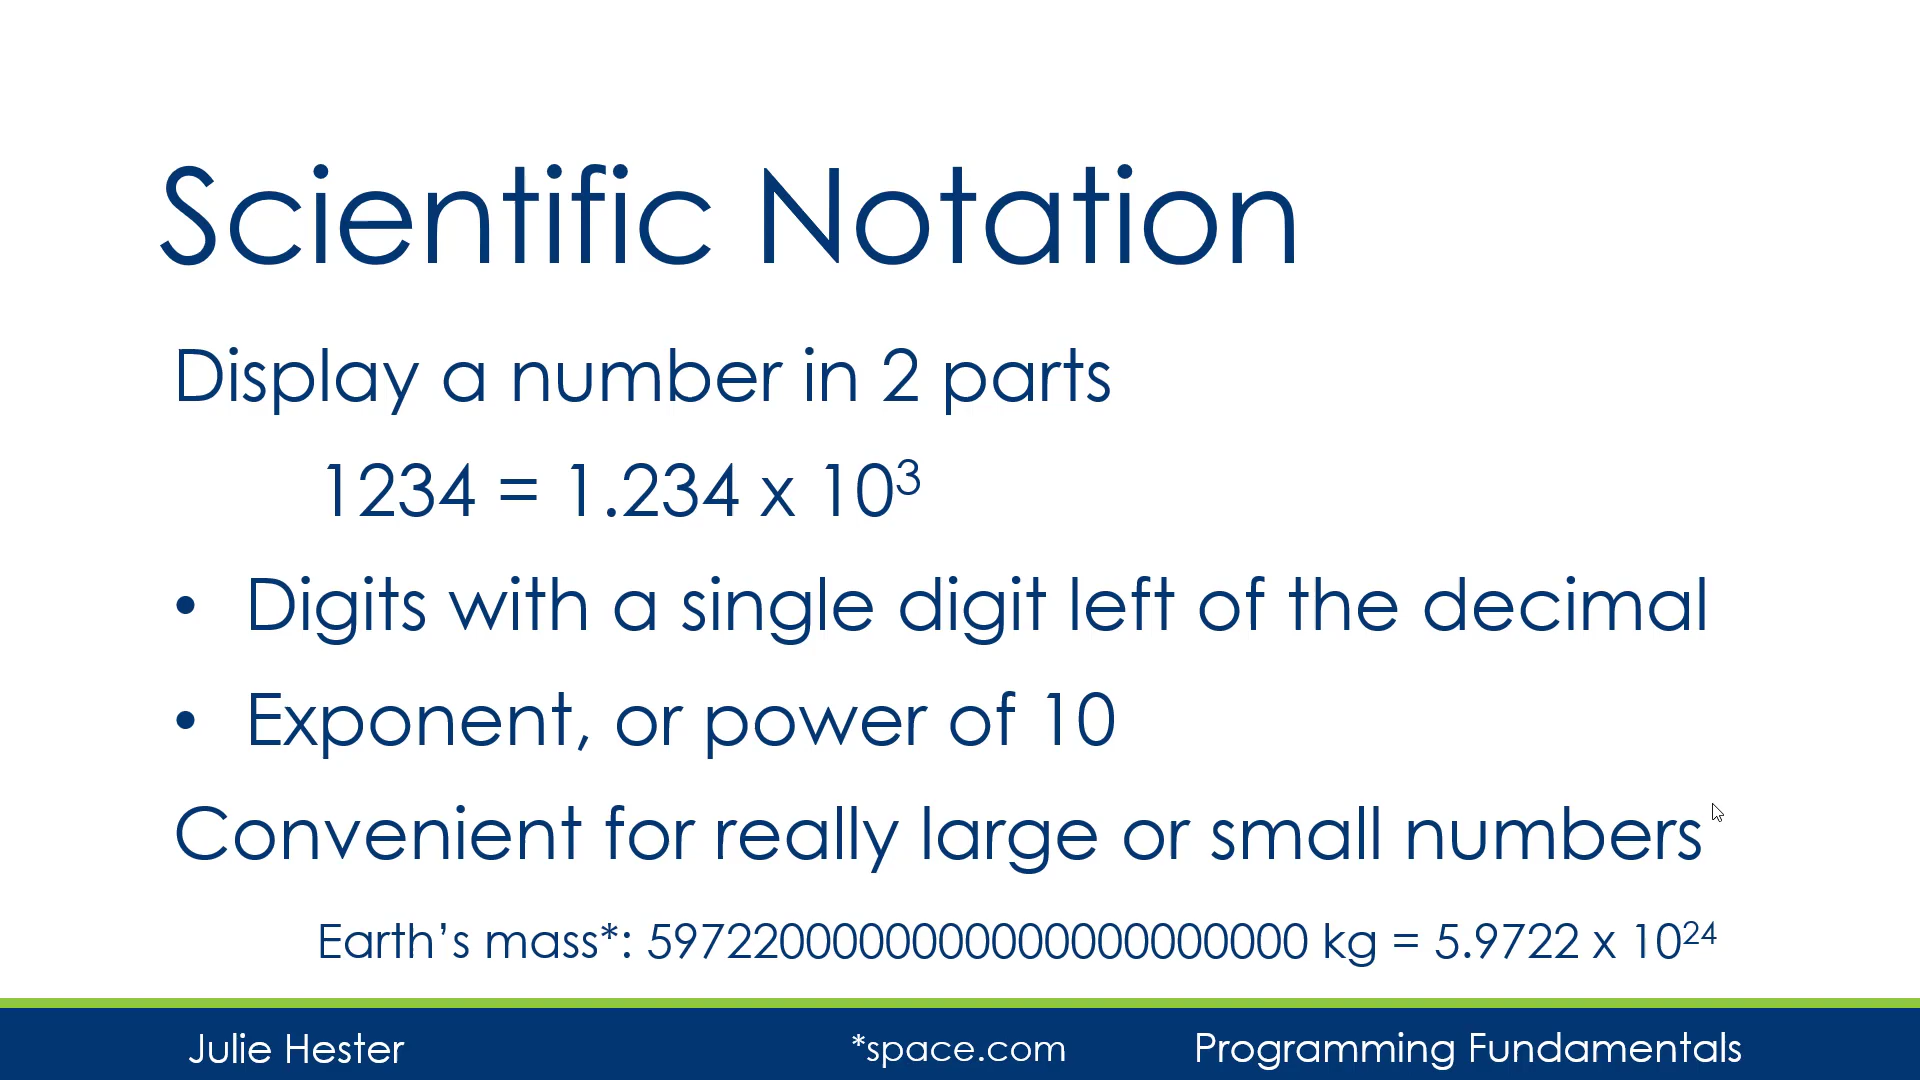 Scientific Notation
Display a number in 2 parts
1234 = 1.234 x 10³
• Digits with a single digit left of the decimal
• Exponent, or power of 10
Convenient for really large or small numbers
Earth’s mass*: 5972200000000000000000000 kg = 5.9722 x 10²⁴
Julie Hester
*space.com
Programming Fundamentals